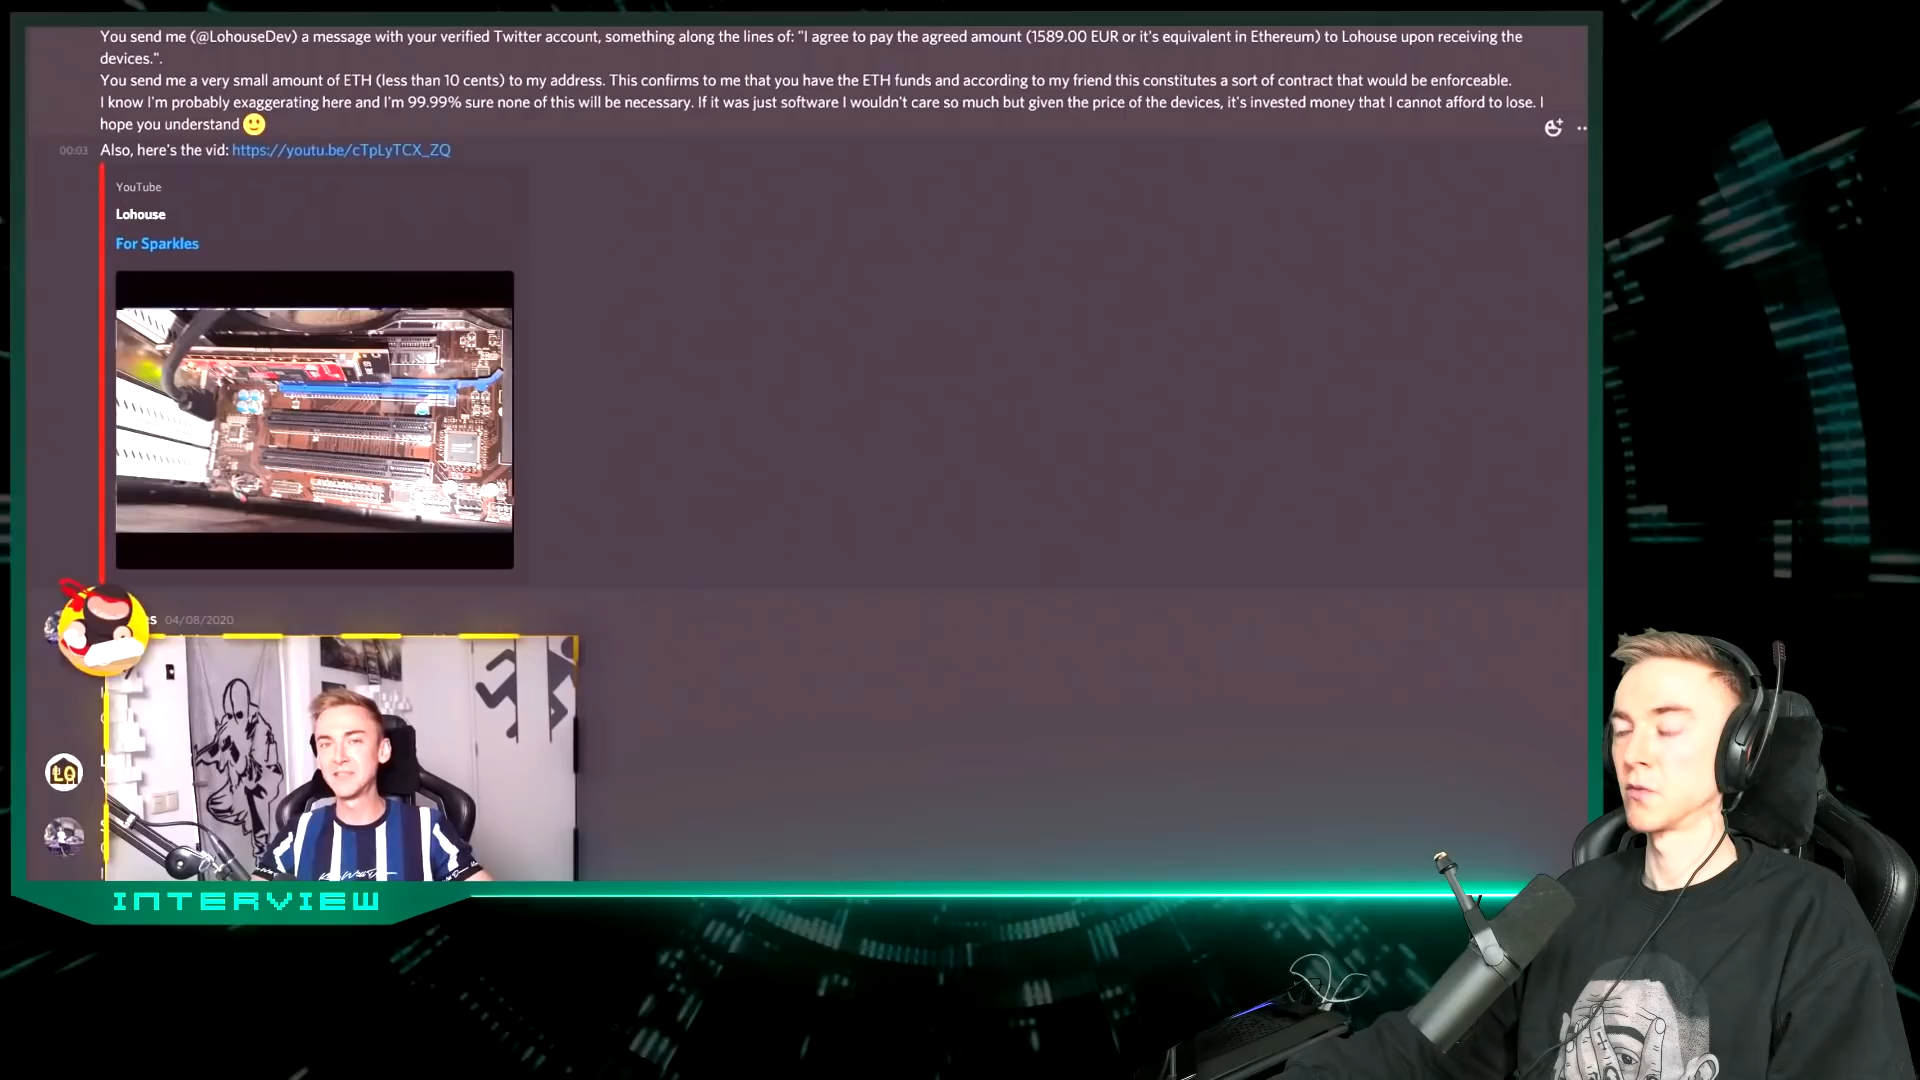 You send me (@LohouseDev) a message with your verified Twitter account, something along the lines of: "I agree to pay the agreed amount (1589.00 EUR or it's equivalent in Ethereum) to Lohouse upon receiving the
devices.".
You send me a very small amount of ETH (less than 10 cents) to my address. This confirms to me that you have the ETH funds and according to my friend this constitutes a sort of contract that would be enforceable.
I know I'm probably exaggerating here and I'm 99.99% sure none of this will be necessary. If it was just software I wouldn't care so much but given the price of the devices, it's invested money that I cannot afford to lose. I
hope you understand 🙂
00:03 Also, here's the vid: https://youtu.be/cTpLyTCX_ZQ
YouTube
Lohouse
For Sparkles
04/08/2020
LO
INTERVIEW